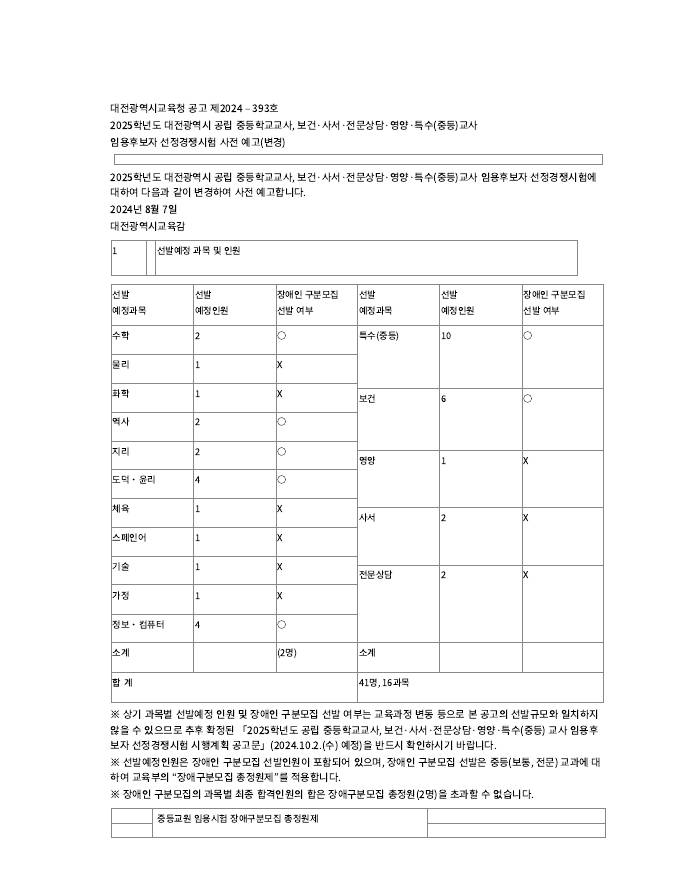 대전광역시교육청 공고 제2024 – 393호
2025학년도 대전광역시 공립 중등학교교사, 보건·사서·전문상담·영양·특수(중등)교사
임용후보자 선정경쟁시험 사전 예고(변경)
2025학년도 대전광역시 공립 중등학교교사, 보건·사서·전문상담·영양·특수(중등)교사 임용후보자 선정경쟁시험에
대하여 다음과 같이 변경하여 사전 예고합니다.
2024년 8월 7일
대전광역시교육감
1 선발예정 과목 및 인원
선발 선발 장애인 구분모집 선발 선발 장애인 구분모집
예정과목 예정인원 선발 여부 예정과목 예정인원 선발 여부
수학 2 ○ 특수(중등) 10 ○
물리 1 X
화학 1 X 보건 6 ○
역사 2 ○
지리 2 ○ 영양 1 X
도덕·윤리 4 ○
체육 1 X 사서 2 X
스페인어 1 X
기술 1 X 전문상담 2 X
가정 1 X
정보·컴퓨터 4 ○
소계 (2명) 소계
합 계 41명, 16과목
※ 상기 과목별 선발예정 인원 및 장애인 구분모집 선발 여부는 교육과정 변동 등으로 본 공고의 선발규모와 일치하지
않을 수 있으므로 추후 확정된 「2025학년도 공립 중등학교교사, 보건·사서·전문상담·영양·특수(중등) 교사 임용후
보자 선정경쟁시험 시행계획 공고문」(2024.10.2.(수) 예정)을 반드시 확인하시기 바랍니다.
※ 선발예정인원은 장애인 구분모집 선발인원이 포함되어 있으며, 장애인 구분모집 선발은 중등(보통, 전문) 교과에 대
하여 교육부의 “장애구분모집 총정원제”를 적용합니다.
※ 장애인 구분모집의 과목별 최종 합격인원의 합은 장애구분모집 총정원(2명)을 초과할 수 없습니다.
중등교원 임용시험 장애구분모집 총정원제